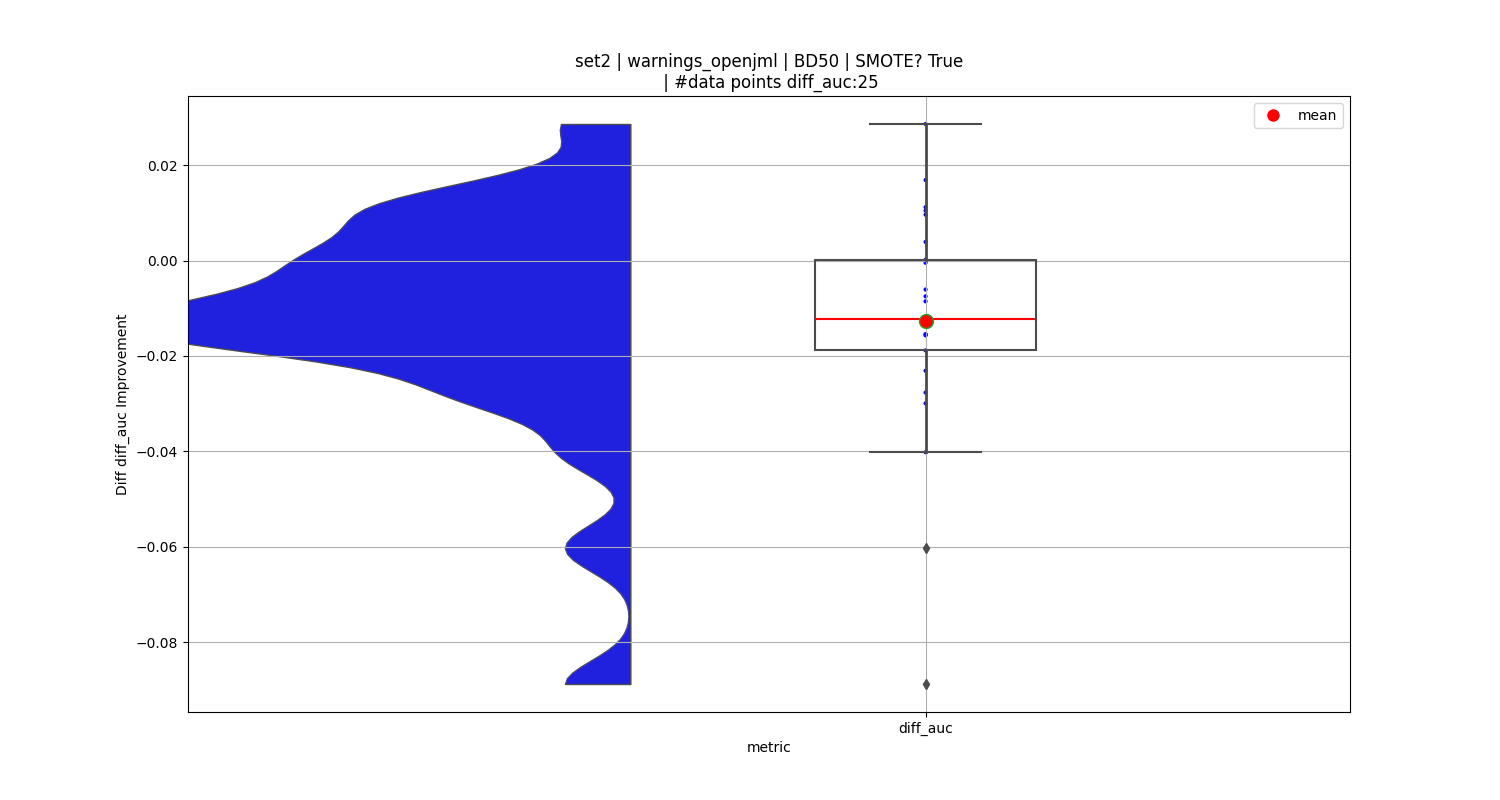 set2 | warnings_openjml | BD50 | SMOTE? True
| #data points diff_auc:25
mean
0.02
0.00
−0.02
−0.04
−0.06
−0.08
Diff diff_auc Improvement
diff_auc
metric